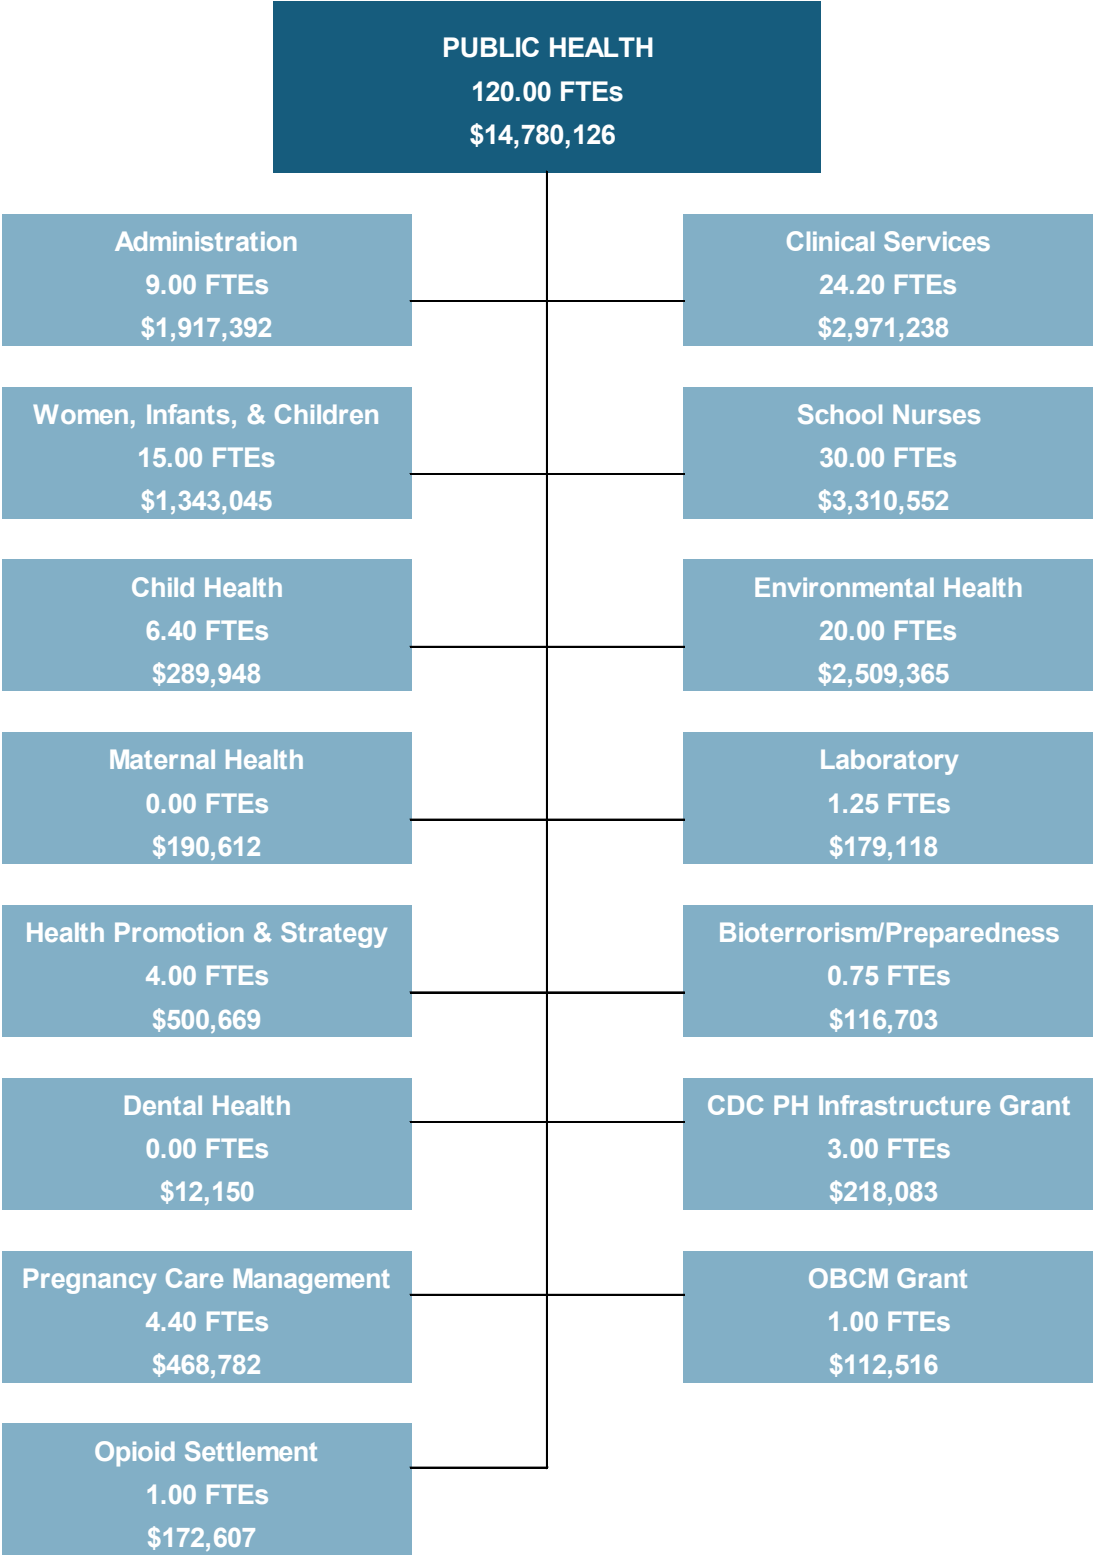 PUBLIC HEALTH
120.00 FTEs
$14,780,126
Administration
9.00 FTEs
$1,917,392
Clinical Services
24.20 FTEs
$2,971,238
Women, Infants, & Children
15.00 FTEs
$1,343,045
School Nurses
30.00 FTEs
$3,310,552
Child Health
6.40 FTEs
$289,948
Environmental Health
20.00 FTEs
$2,509,365
Maternal Health
0.00 FTEs
$190,612
Laboratory
1.25 FTEs
$179,118
Health Promotion & Strategy
4.00 FTEs
$500,669
Bioterrorism/Preparedness
0.75 FTEs
$116,703
Dental Health
0.00 FTEs
$12,150
CDC PH Infrastructure Grant
3.00 FTEs
$218,083
Pregnancy Care Management
4.40 FTEs
$468,782
OBCM Grant
1.00 FTEs
$112,516
Opioid Settlement
1.00 FTEs
$172,607